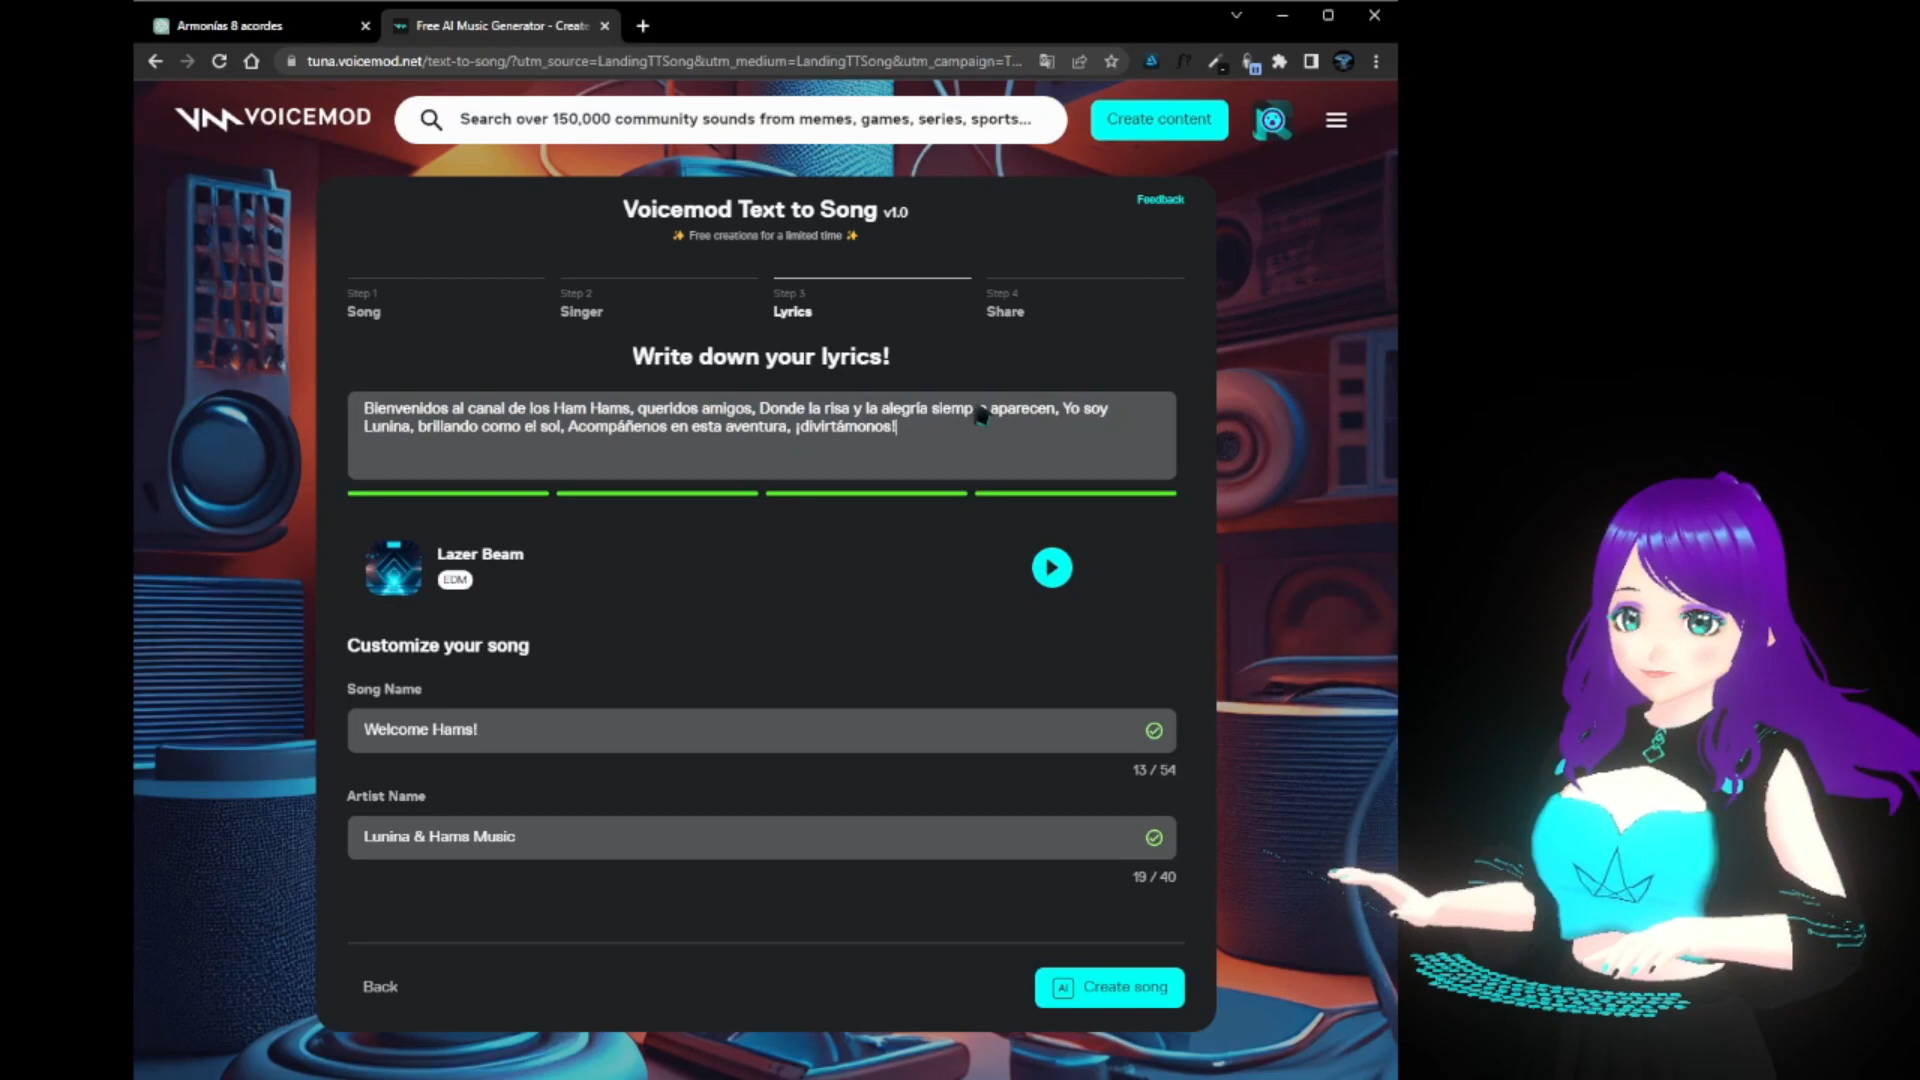 Armonías 8 acordes
Free AI Music Generator - Create
tuna.voicemod.net/text-to-song/?utm_source=LandingTTSong&utm_medium=LandingTTSong&utm_campaign=T...
VOICEMOD
Search over 150,000 community sounds from memes, games, series, sports...
Create content
Feedback
Voicemod Text to Song v1.0
✨ Free creations for a limited time ✨
Step 1
Song
Step 2
Singer
Step 3
Lyrics
Step 4
Share
Write down your lyrics!
Bienvenidos al canal de los Ham Hams, queridos amigos, Donde la risa y la alegría aparecen, Yo soy
Lunina, brillando como el sol, Acompáñenos en esta aventura, ¡divirtámonos!
Lazer Beam
EDM
Customize your song
Song Name
Welcome Hams!
13 / 54
Artist Name
Lunina & Hams Music
19 / 40
Back
AI Create song